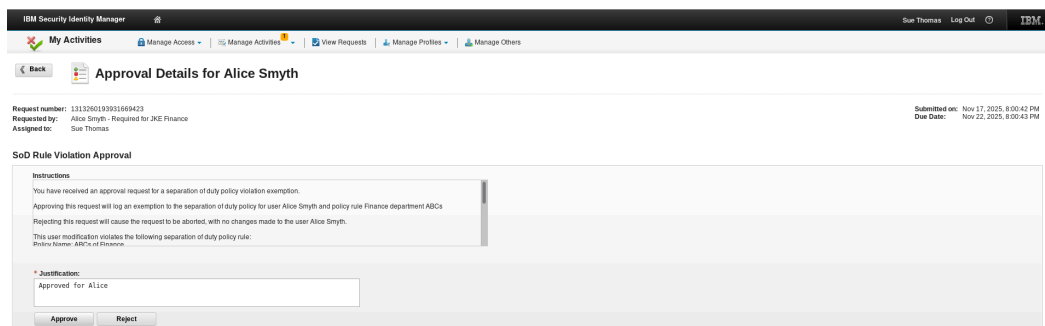 IBM Security Identity Manager Sue Thomas Log Out ? IBM.
My Activities Manage Access Manage Activities 1 View Requests Manage Profiles Manage Others
Back Approval Details for Alice Smyth
Request number: 1313260193931669423 Submitted on: Nov 17, 2025, 8:00:42 PM
Requested by: Alice Smyth - Required for JKE Finance Due Date: Nov 22, 2025, 8:00:43 PM
Assigned to: Sue Thomas
SoD Rule Violation Approval
Instructions
You have received an approval request for a separation of duty policy violation exemption.
Approving this request will log an exemption to the separation of duty policy for user Alice Smyth and policy rule Finance department ABCs
Rejecting this request will cause the request to be aborted, with no changes made to the user Alice Smyth.
This user modification violates the following separation of duty policy rule:
Policy Name: ABCs of Finance
* Justification:
Approved for Alice
Approve Reject